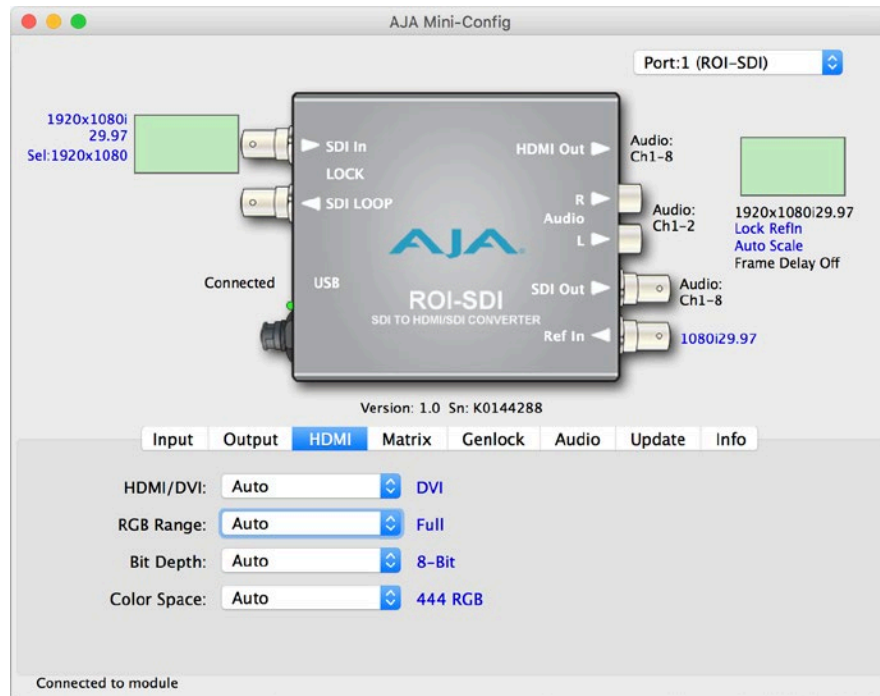 AJA Mini-Config
Port:1 (ROI-SDI)
1920x1080i
29.97
Sel:1920x1080
SDI In
LOCK
SDI LOOP
Connected
USB
AJA
ROI-SDI
SDI TO HDMI/SDI CONVERTER
HDMI Out
R
Audio
L
SDI Out
Ref In
Audio:
Ch1-8
Audio:
Ch1-2
Audio:
Ch1-8
1080i29.97
1920x1080i29.97
Lock RefIn
Auto Scale
Frame Delay Off
Version: 1.0 Sn: K0144288
Input Output HDMI Matrix Genlock Audio Update Info
HDMI/DVI: Auto DVI
RGB Range: Auto Full
Bit Depth: Auto 8-Bit
Color Space: Auto 444 RGB
Connected to module